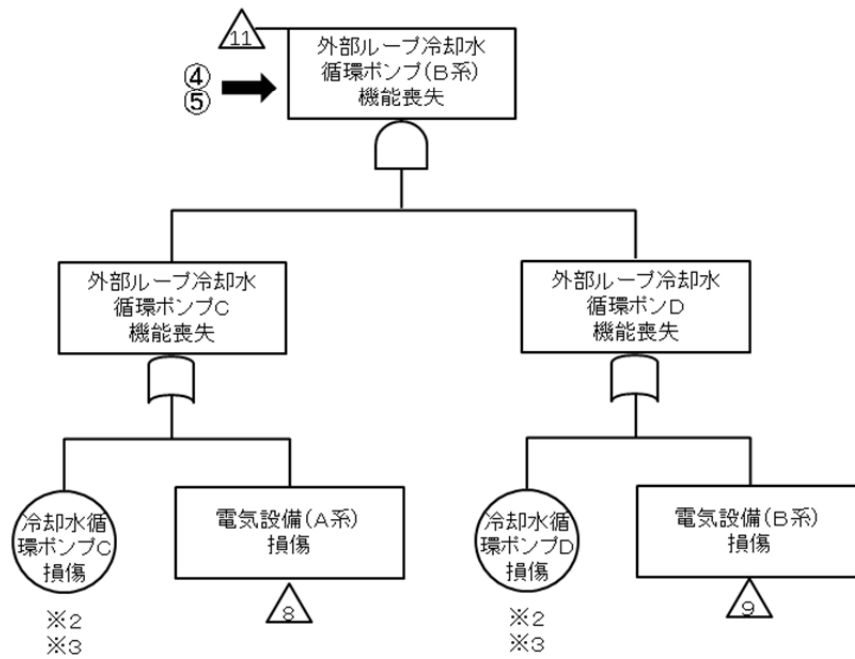 11
外部ループ冷却水
循環ポンプ(B系)
機能喪失
④
⑤
外部ループ冷却水
循環ポンプC
機能喪失
外部ループ冷却水
循環ポンD
機能喪失
冷却水循
環ポンプC
損傷
電気設備(A系)
損傷
冷却水循
環ポンプD
損傷
電気設備(B系)
損傷
※2
※3
8
※2
※3
9